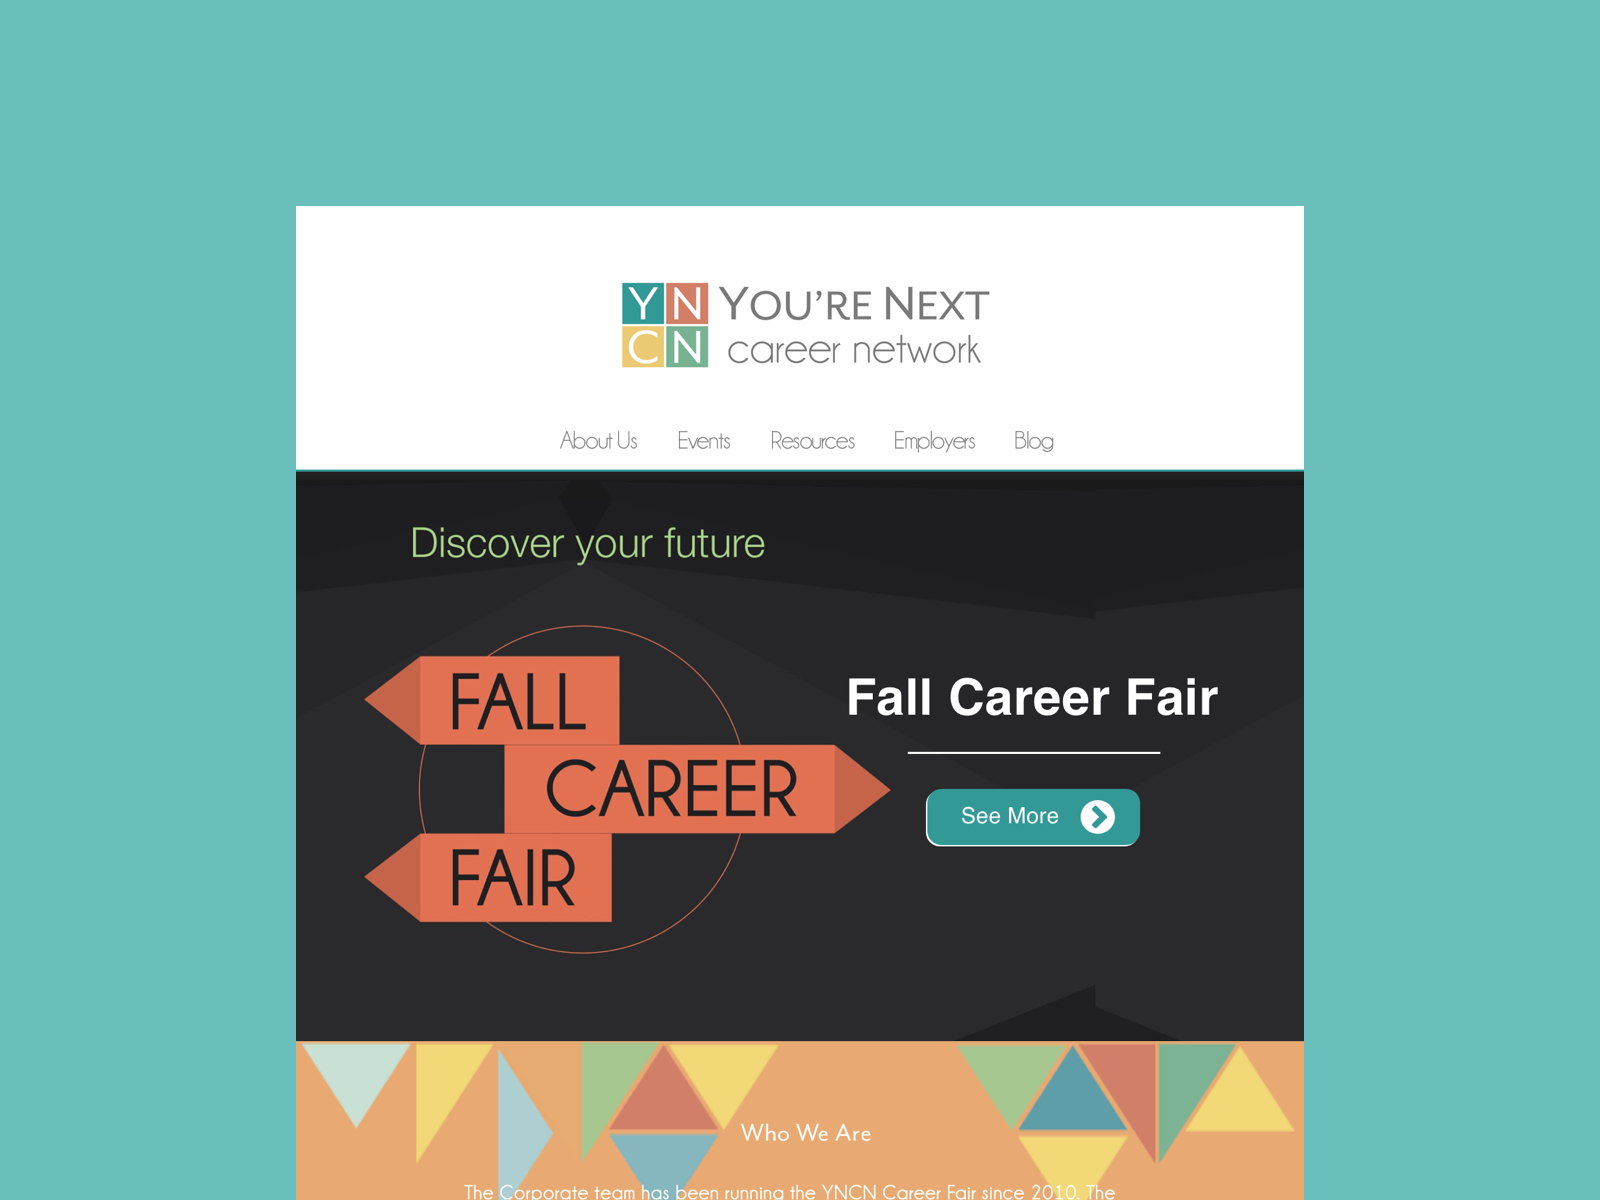 YN
CN
YOU'RE NEXT
career network
About Us Events Resources Employers Blog
Discover your future
FALL
CAREER
FAIR
Fall Career Fair
See More
Who We Are
The Corporate team has been running the YNCN Career Fair since 2010. The